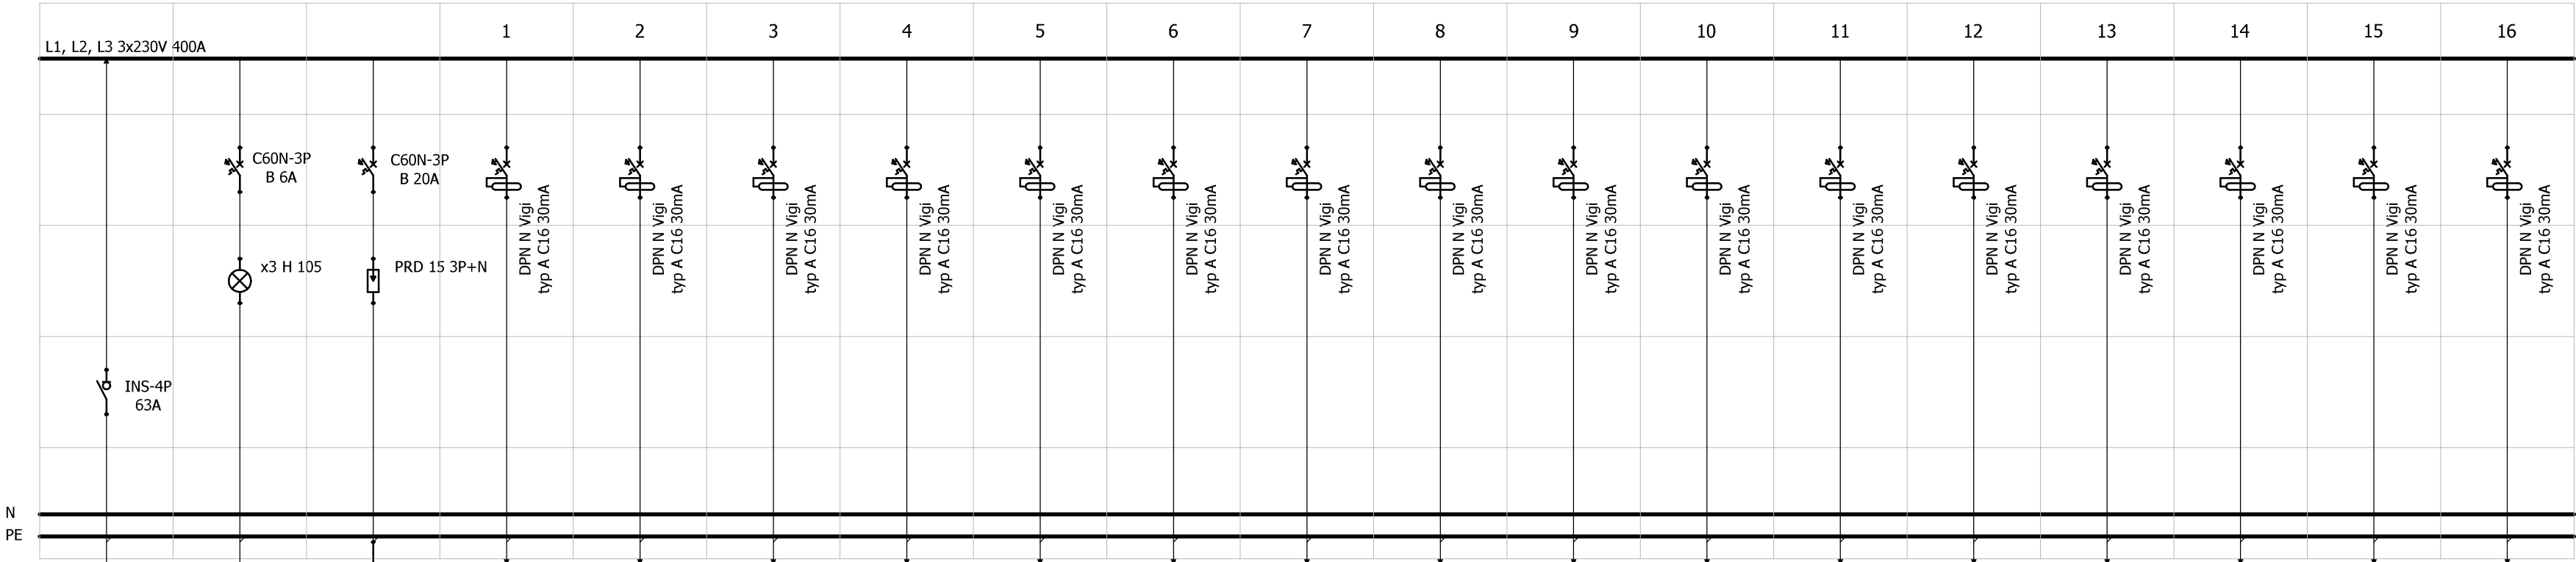 1 2 3 4 5 6 7 8 9 10 11 12 13 14 15 16
L1, L2, L3 3x230V 400A
C60N-3P
B 6A
C60N-3P
B 20A
x3 H 105
PRD 15 3P+N
DPN N Vigi
typ A C16 30mA
DPN N Vigi
typ A C16 30mA
DPN N Vigi
typ A C16 30mA
DPN N Vigi
typ A C16 30mA
DPN N Vigi
typ A C16 30mA
DPN N Vigi
typ A C16 30mA
DPN N Vigi
typ A C16 30mA
DPN N Vigi
typ A C16 30mA
DPN N Vigi
typ A C16 30mA
DPN N Vigi
typ A C16 30mA
DPN N Vigi
typ A C16 30mA
DPN N Vigi
typ A C16 30mA
DPN N Vigi
typ A C16 30mA
DPN N Vigi
typ A C16 30mA
DPN N Vigi
typ A C16 30mA
DPN N Vigi
typ A C16 30mA
INS-4P
63A
N
PE